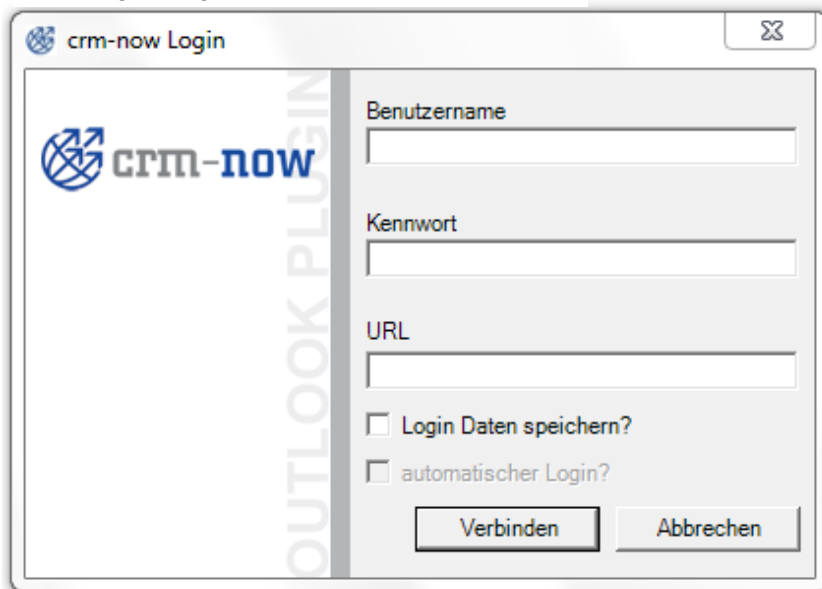 crm-now Login
crm-now
OUTLOOK PLUGIN
Benutzername
Kennwort
URL
Login Daten speichern?
automatischer Login?
Verbinden Abbrechen